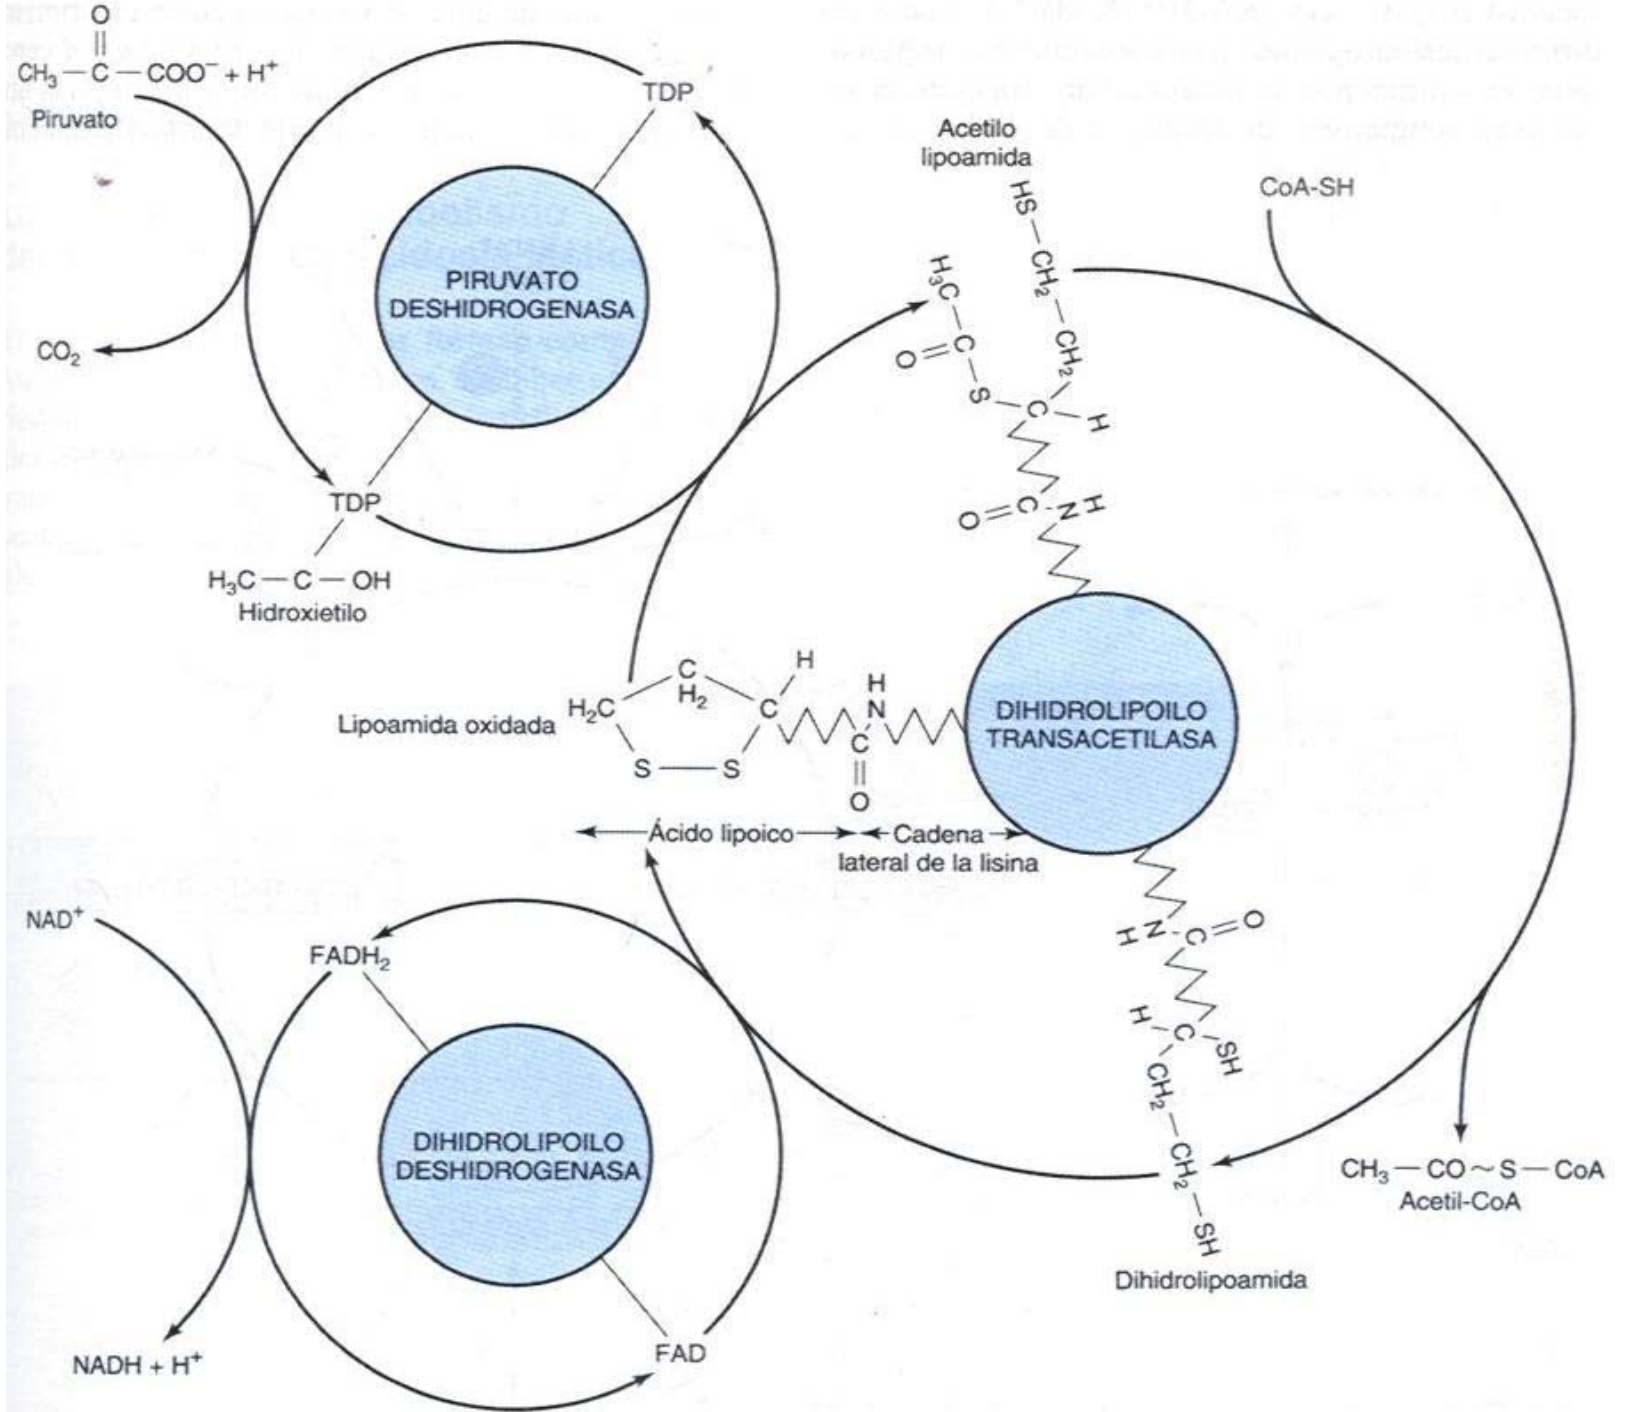 O
CH₃ — C — COO⁻ + H⁺
Piruvato
CO₂
TDP
PIRUVATO
DESHIDROGENASA
TDP
H₃C — C — OH
Hidroxietilo
Acetilo
lipoamida
HS
CH₂
CH₂
H₃C
O=C
S
C
H
O=C
N H
CoA-SH
Lipoamida oxidada
H₂C
C
H₂
C
H
S — S
H
N
C
O
DIHIDROLIPOILO
TRANSACETILASA
Ácido lipoico
Cadena
lateral de la lisina
H N
C=O
H
C
SH
CH₂
CH₂
SH
Dihidrolipoamida
CH₃ — CO ~ S — CoA
Acetil-CoA
NAD⁺
FADH₂
DIHIDROLIPOILO
DESHIDROGENASA
FAD
NADH + H⁺